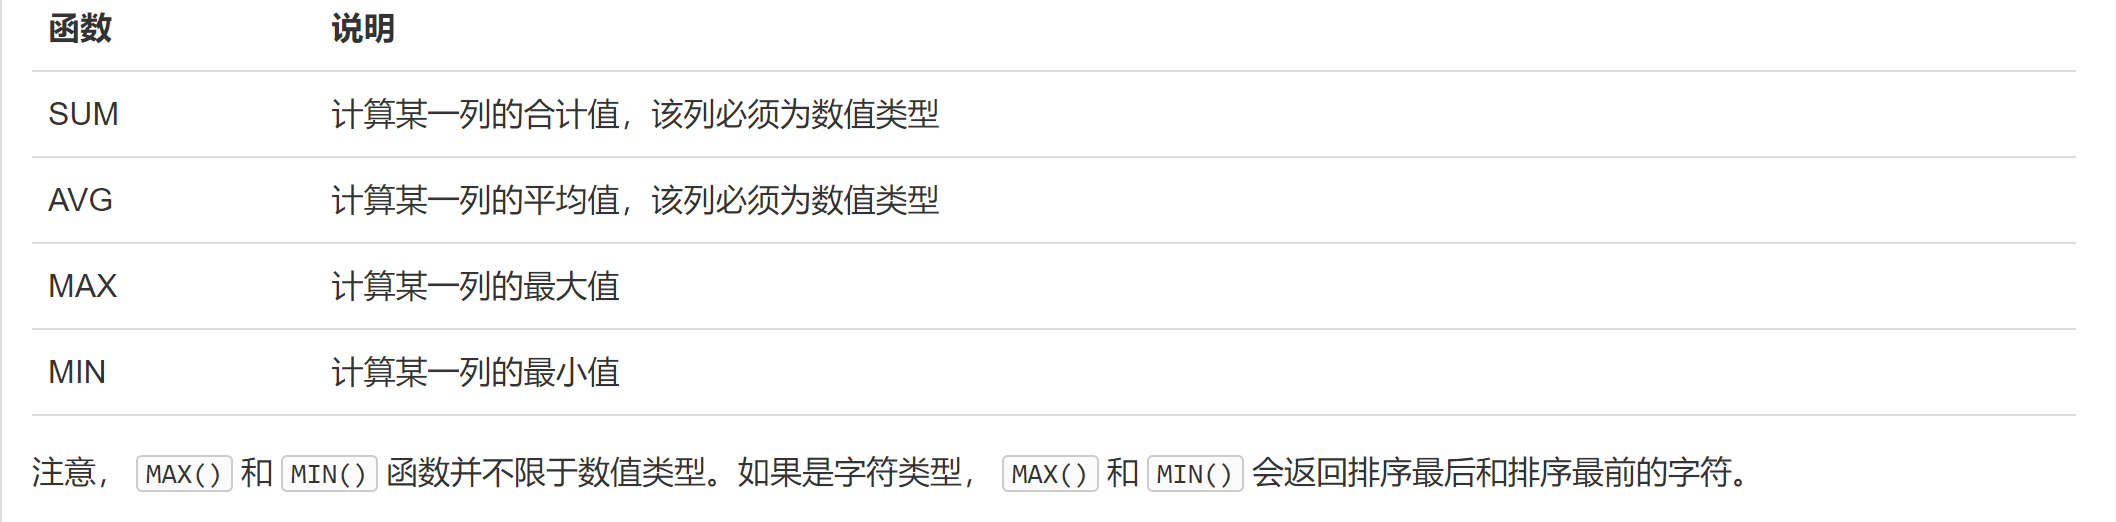 函数 说明
SUM 计算某一列的合计值，该列必须为数值类型
AVG 计算某一列的平均值，该列必须为数值类型
MAX 计算某一列的最大值
MIN 计算某一列的最小值
注意， MAX() 和 MIN() 函数并不限于数值类型。如果是字符类型， MAX() 和 MIN() 会返回排序最后和排序最前的字符。